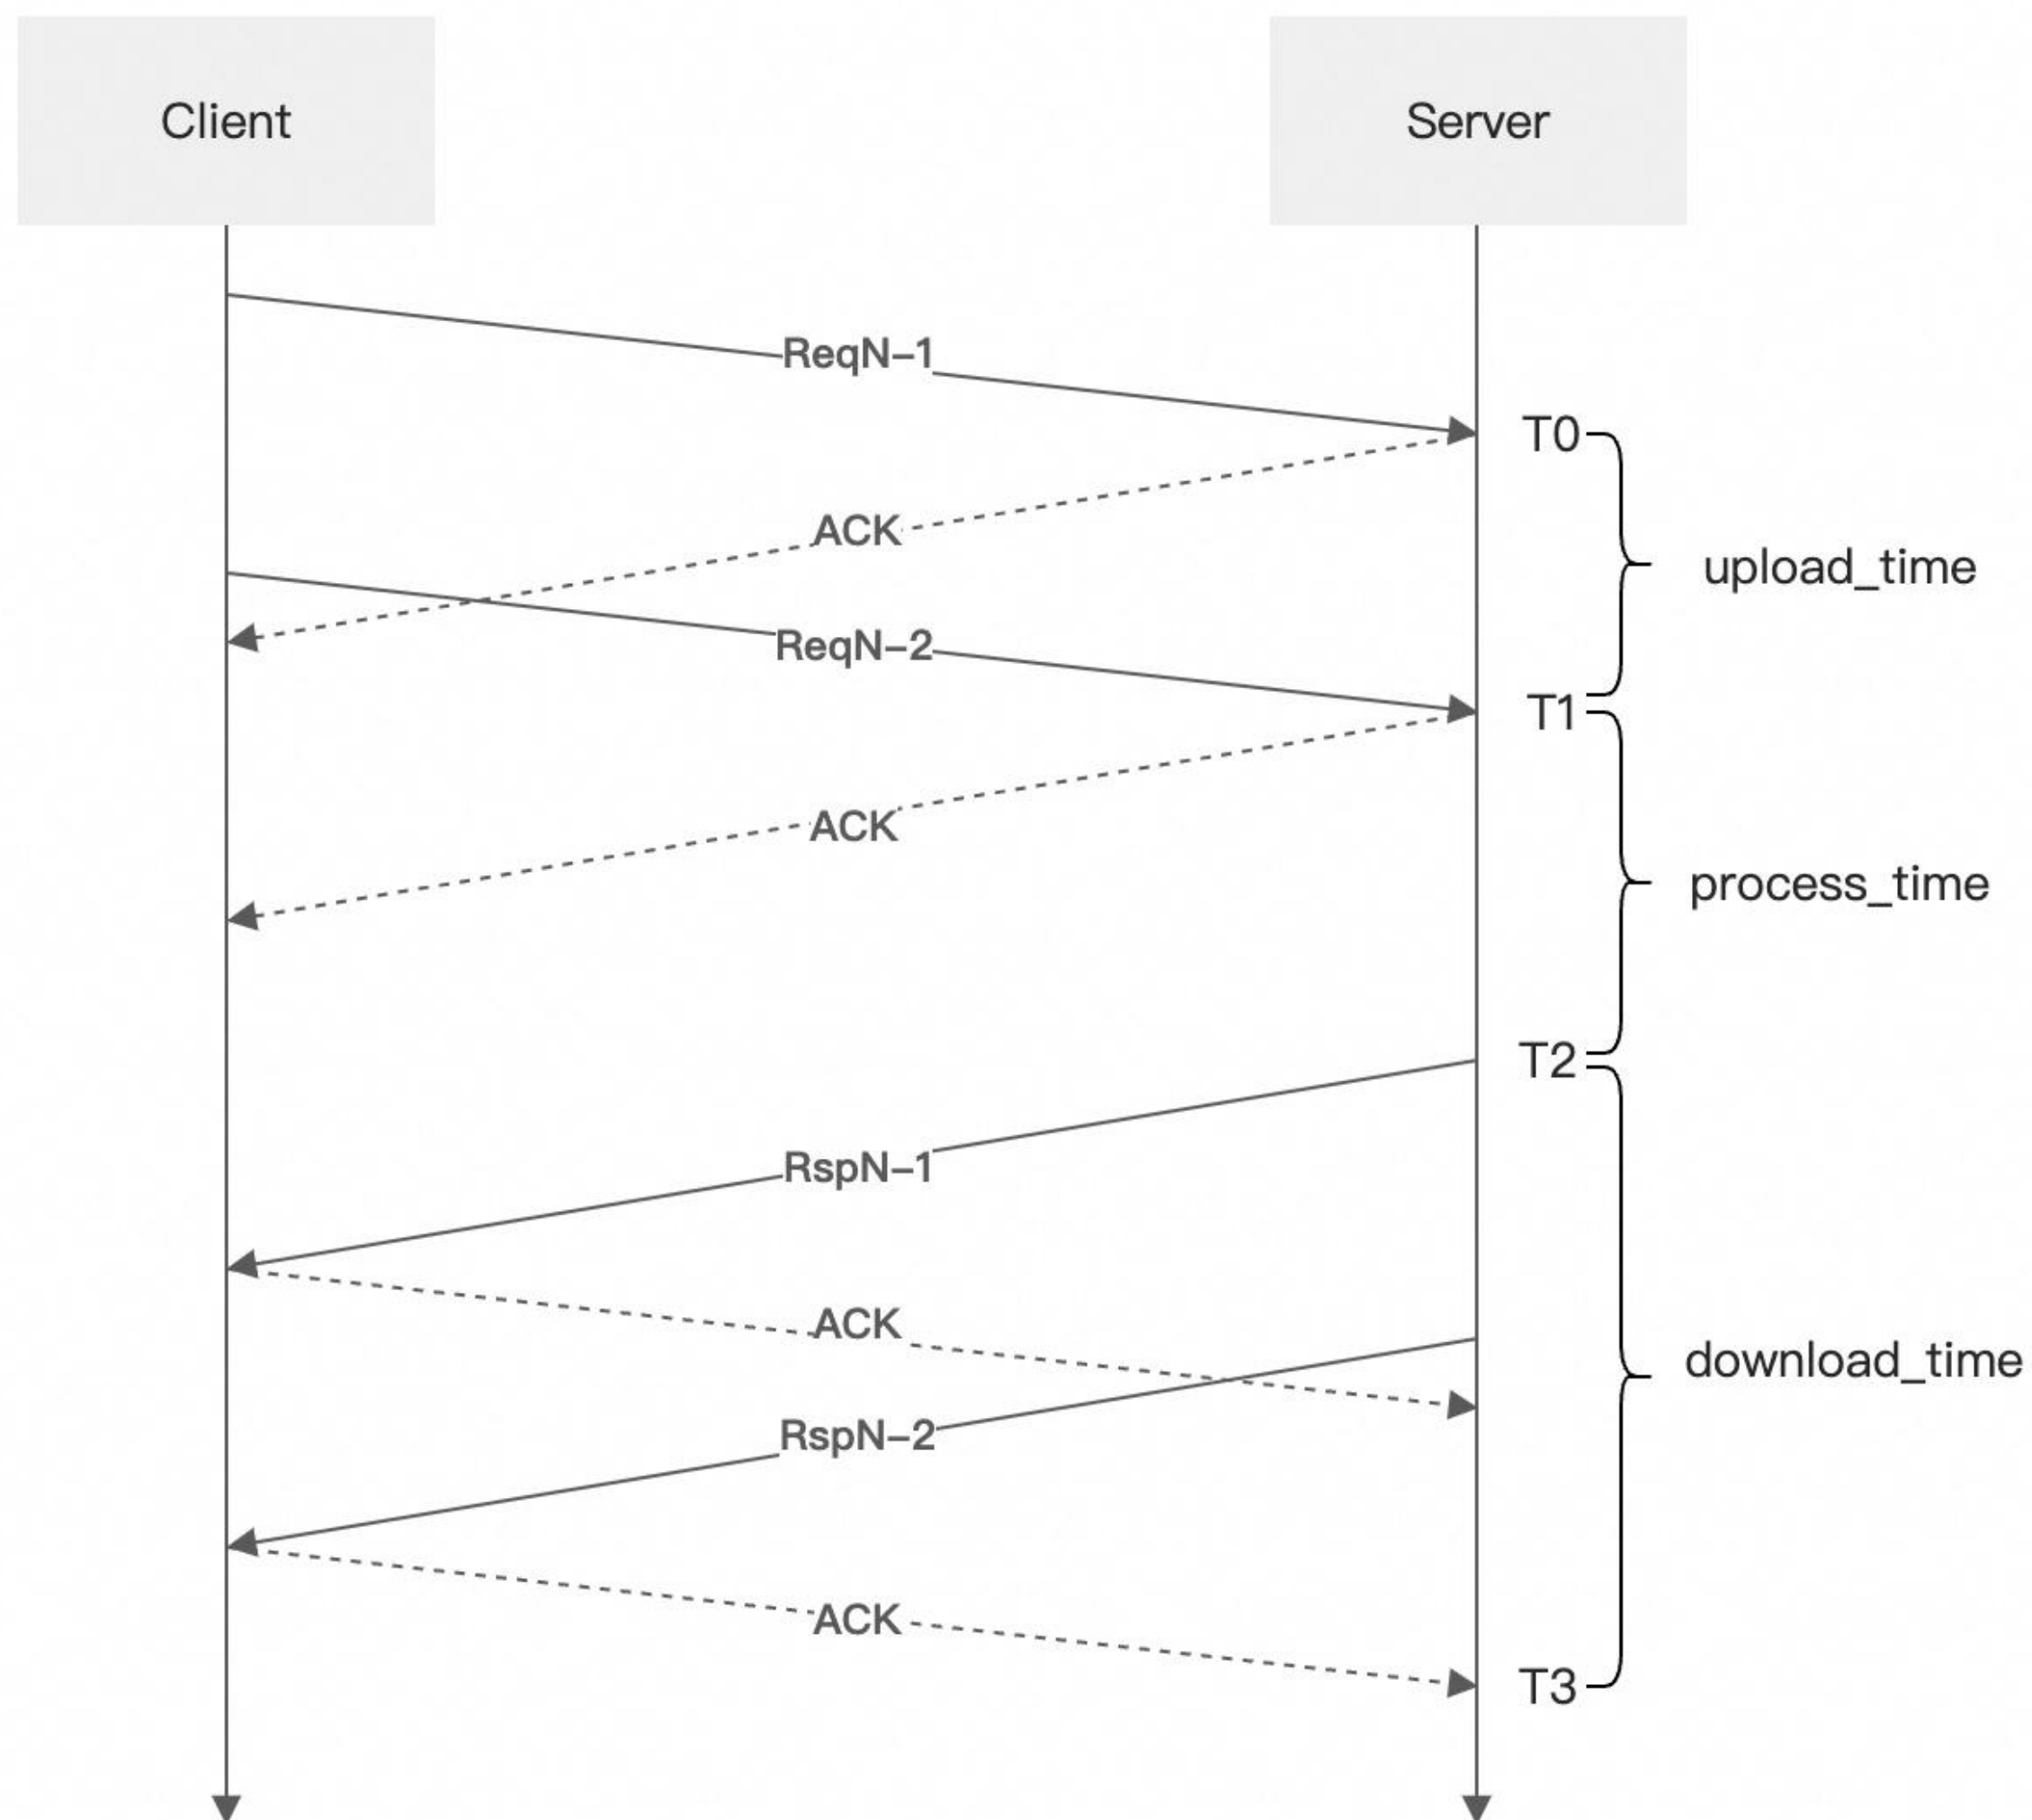 Client
Server
ReqN-1
T0
ACK
upload_time
ReqN-2
T1
ACK
process_time
T2
RspN-1
ACK
download_time
RspN-2
ACK
T3